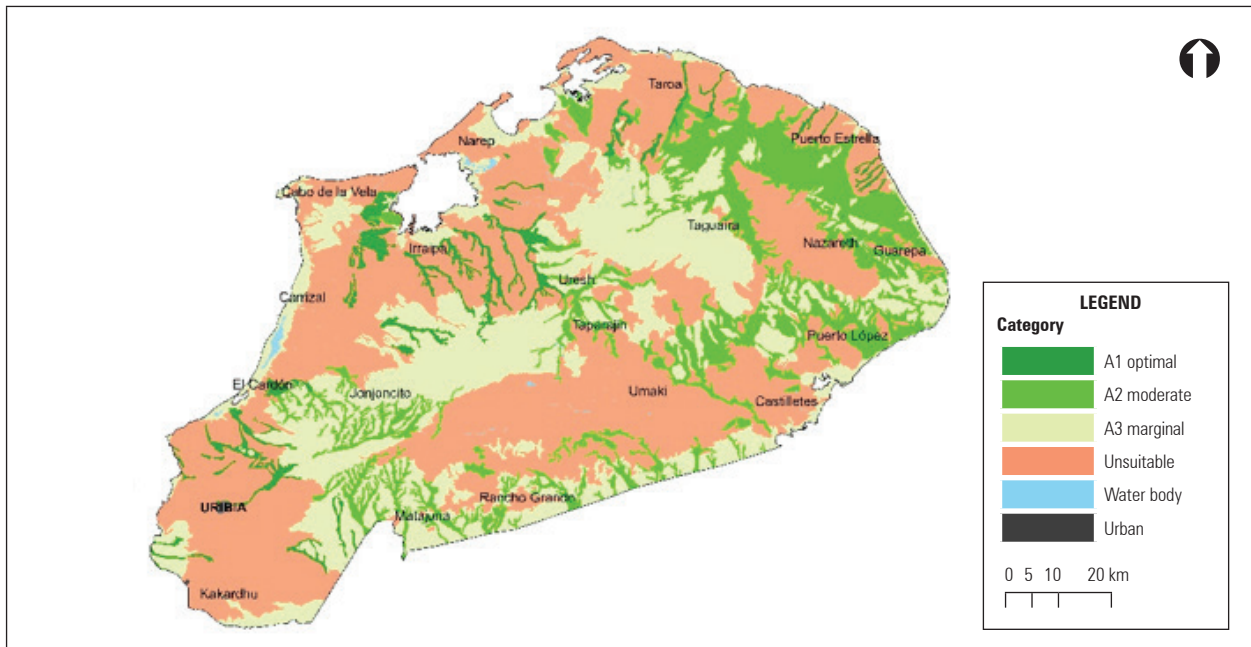 Taroa
Puerto Estrella
Narep
Cabo de la Vela
Taguaira
Irraipa
Nazareth
Guarepa
Uresh
Carrizal
Taparajin
Puerto López
El Cardón
Jonjoncito
Umaki
Castilletes
Rancho Grande
URIBIA
Matajuna
Kakardhu
LEGEND
Category
A1 optimal
A2 moderate
A3 marginal
Unsuitable
Water body
Urban
0 5 10 20 km